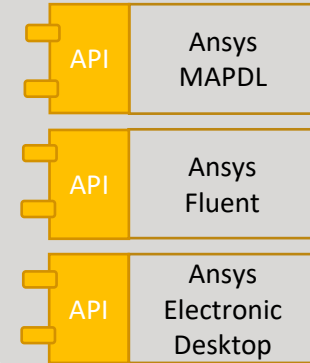 API
Ansys
MAPDL
API
Ansys
Fluent
API
Ansys
Electronic
Desktop